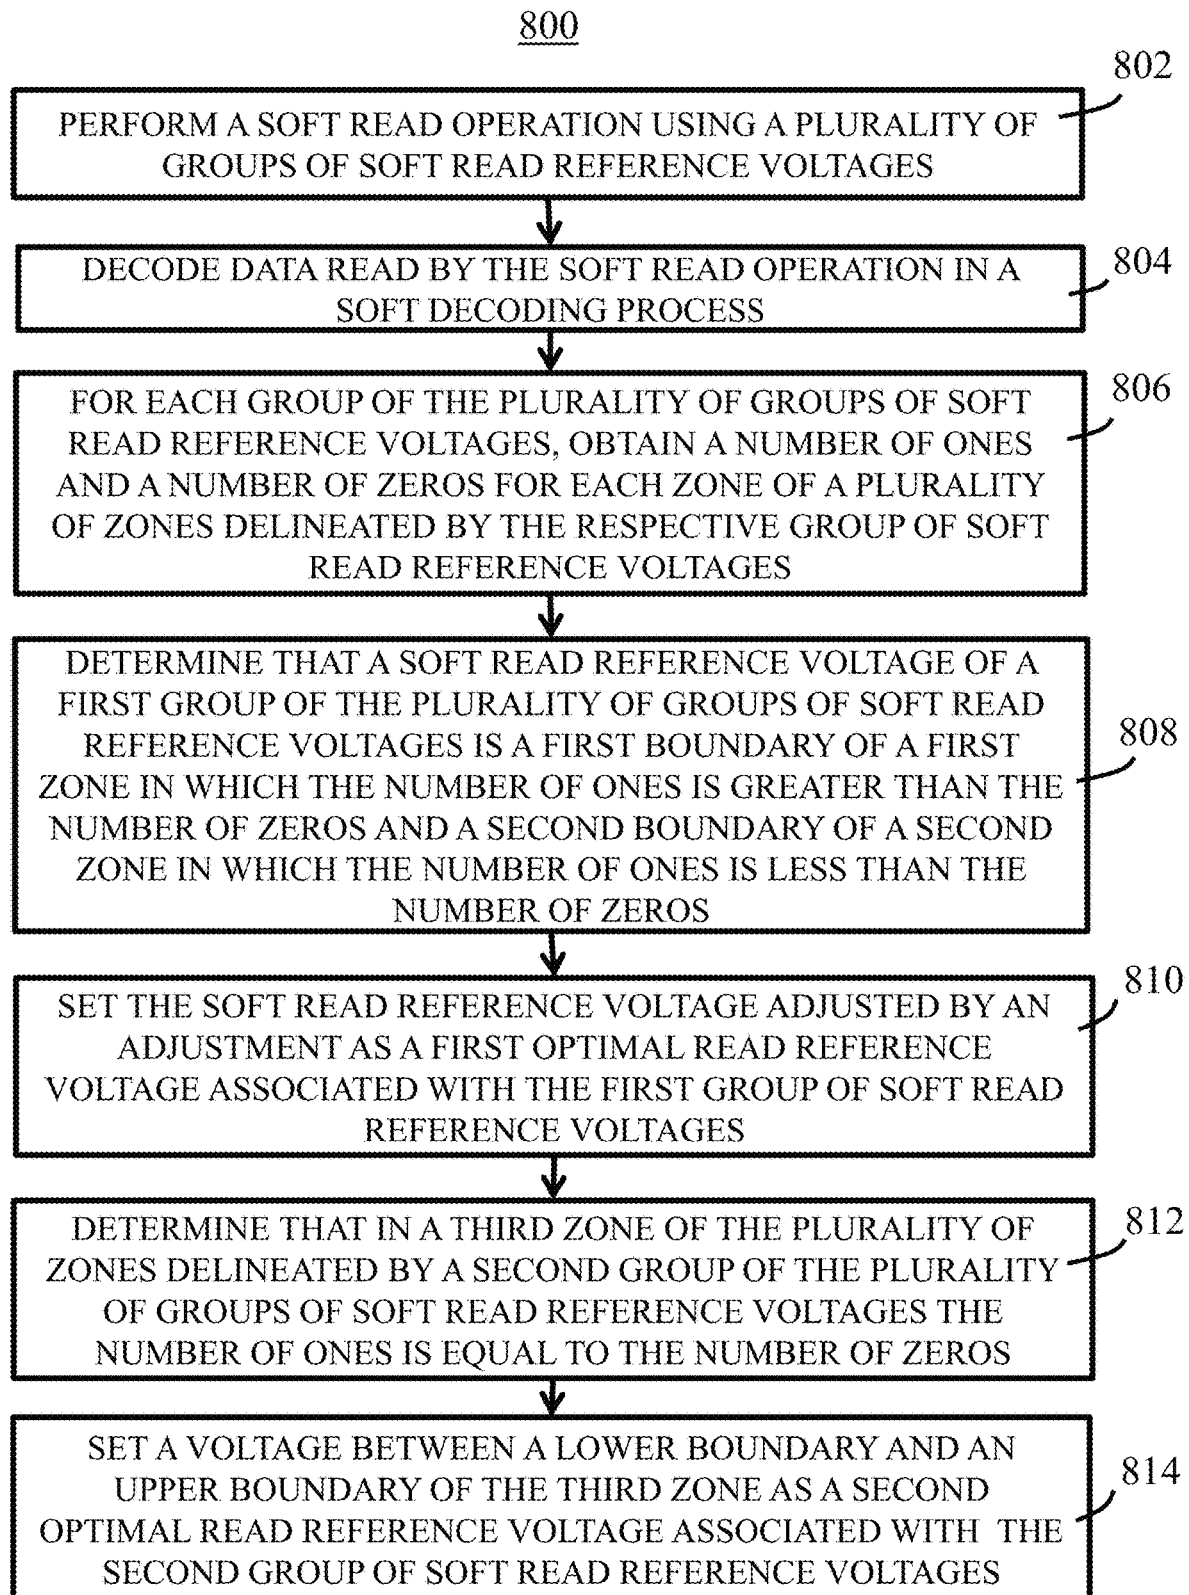 800
802
PERFORM A SOFT READ OPERATION USING A PLURALITY OF
GROUPS OF SOFT READ REFERENCE VOLTAGES
804
DECODE DATA READ BY THE SOFT READ OPERATION IN A
SOFT DECODING PROCESS
806
FOR EACH GROUP OF THE PLURALITY OF GROUPS OF SOFT
READ REFERENCE VOLTAGES, OBTAIN A NUMBER OF ONES
AND A NUMBER OF ZEROS FOR EACH ZONE OF A PLURALITY
OF ZONES DELINEATED BY THE RESPECTIVE GROUP OF SOFT
READ REFERENCE VOLTAGES
808
DETERMINE THAT A SOFT READ REFERENCE VOLTAGE OF A
FIRST GROUP OF THE PLURALITY OF GROUPS OF SOFT READ
REFERENCE VOLTAGES IS A FIRST BOUNDARY OF A FIRST
ZONE IN WHICH THE NUMBER OF ONES IS GREATER THAN THE
NUMBER OF ZEROS AND A SECOND BOUNDARY OF A SECOND
ZONE IN WHICH THE NUMBER OF ONES IS LESS THAN THE
NUMBER OF ZEROS
810
SET THE SOFT READ REFERENCE VOLTAGE ADJUSTED BY AN
ADJUSTMENT AS A FIRST OPTIMAL READ REFERENCE
VOLTAGE ASSOCIATED WITH THE FIRST GROUP OF SOFT READ
REFERENCE VOLTAGES
812
DETERMINE THAT IN A THIRD ZONE OF THE PLURALITY OF
ZONES DELINEATED BY A SECOND GROUP OF THE PLURALITY
OF GROUPS OF SOFT READ REFERENCE VOLTAGES THE
NUMBER OF ONES IS EQUAL TO THE NUMBER OF ZEROS
814
SET A VOLTAGE BETWEEN A LOWER BOUNDARY AND AN
UPPER BOUNDARY OF THE THIRD ZONE AS A SECOND
OPTIMAL READ REFERENCE VOLTAGE ASSOCIATED WITH THE
SECOND GROUP OF SOFT READ REFERENCE VOLTAGES